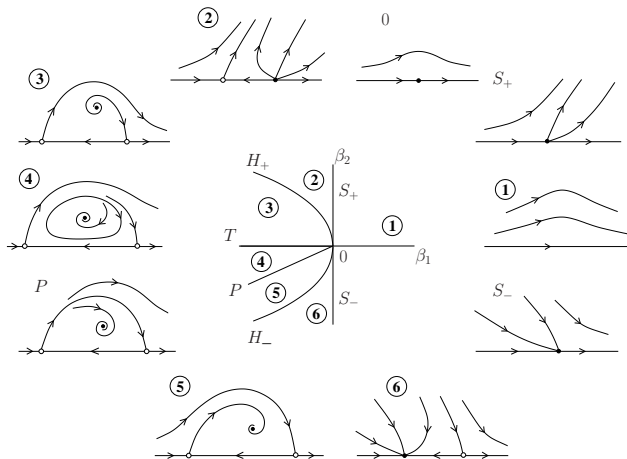 ② 0
③ S₊
H₊ β₂
② S₊
④ ③ ① ①
T 0 β₁
④
P P ⑤ S₋ S₋
⑥
H₋
⑤ ⑥